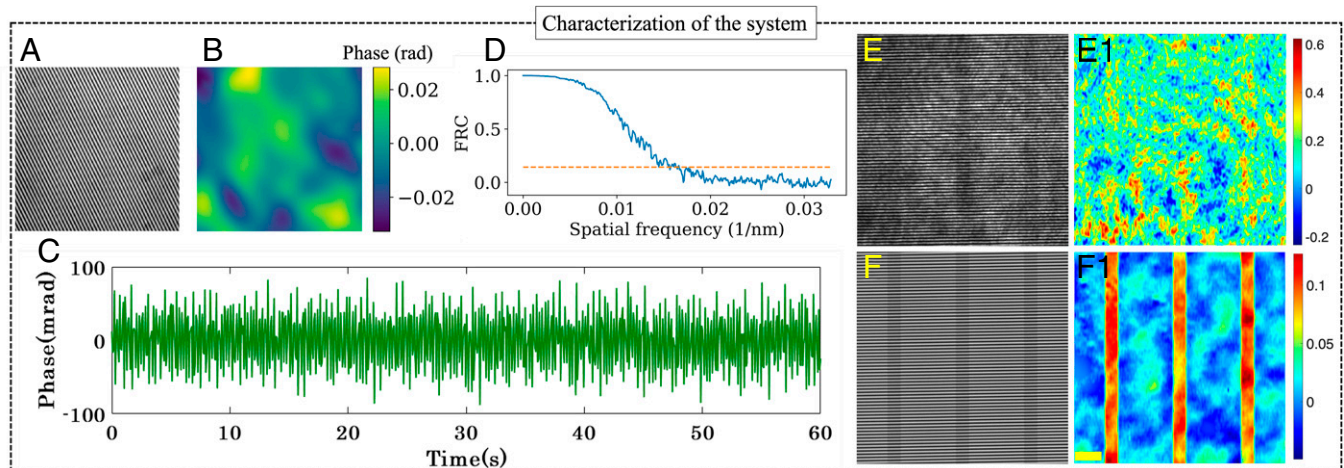 Characterization of the system
A
B
Phase (rad)
0.02
0.00
−0.02
D
FRC
1.0
0.5
0.0
0.00
0.01
0.02
0.03
Spatial frequency (1/nm)
E
E1
0.6
0.4
0.2
0
-0.2
C
Phase(mrad)
100
0
-100
0
10
20
30
40
50
60
Time(s)
F
F1
0.1
0.05
0